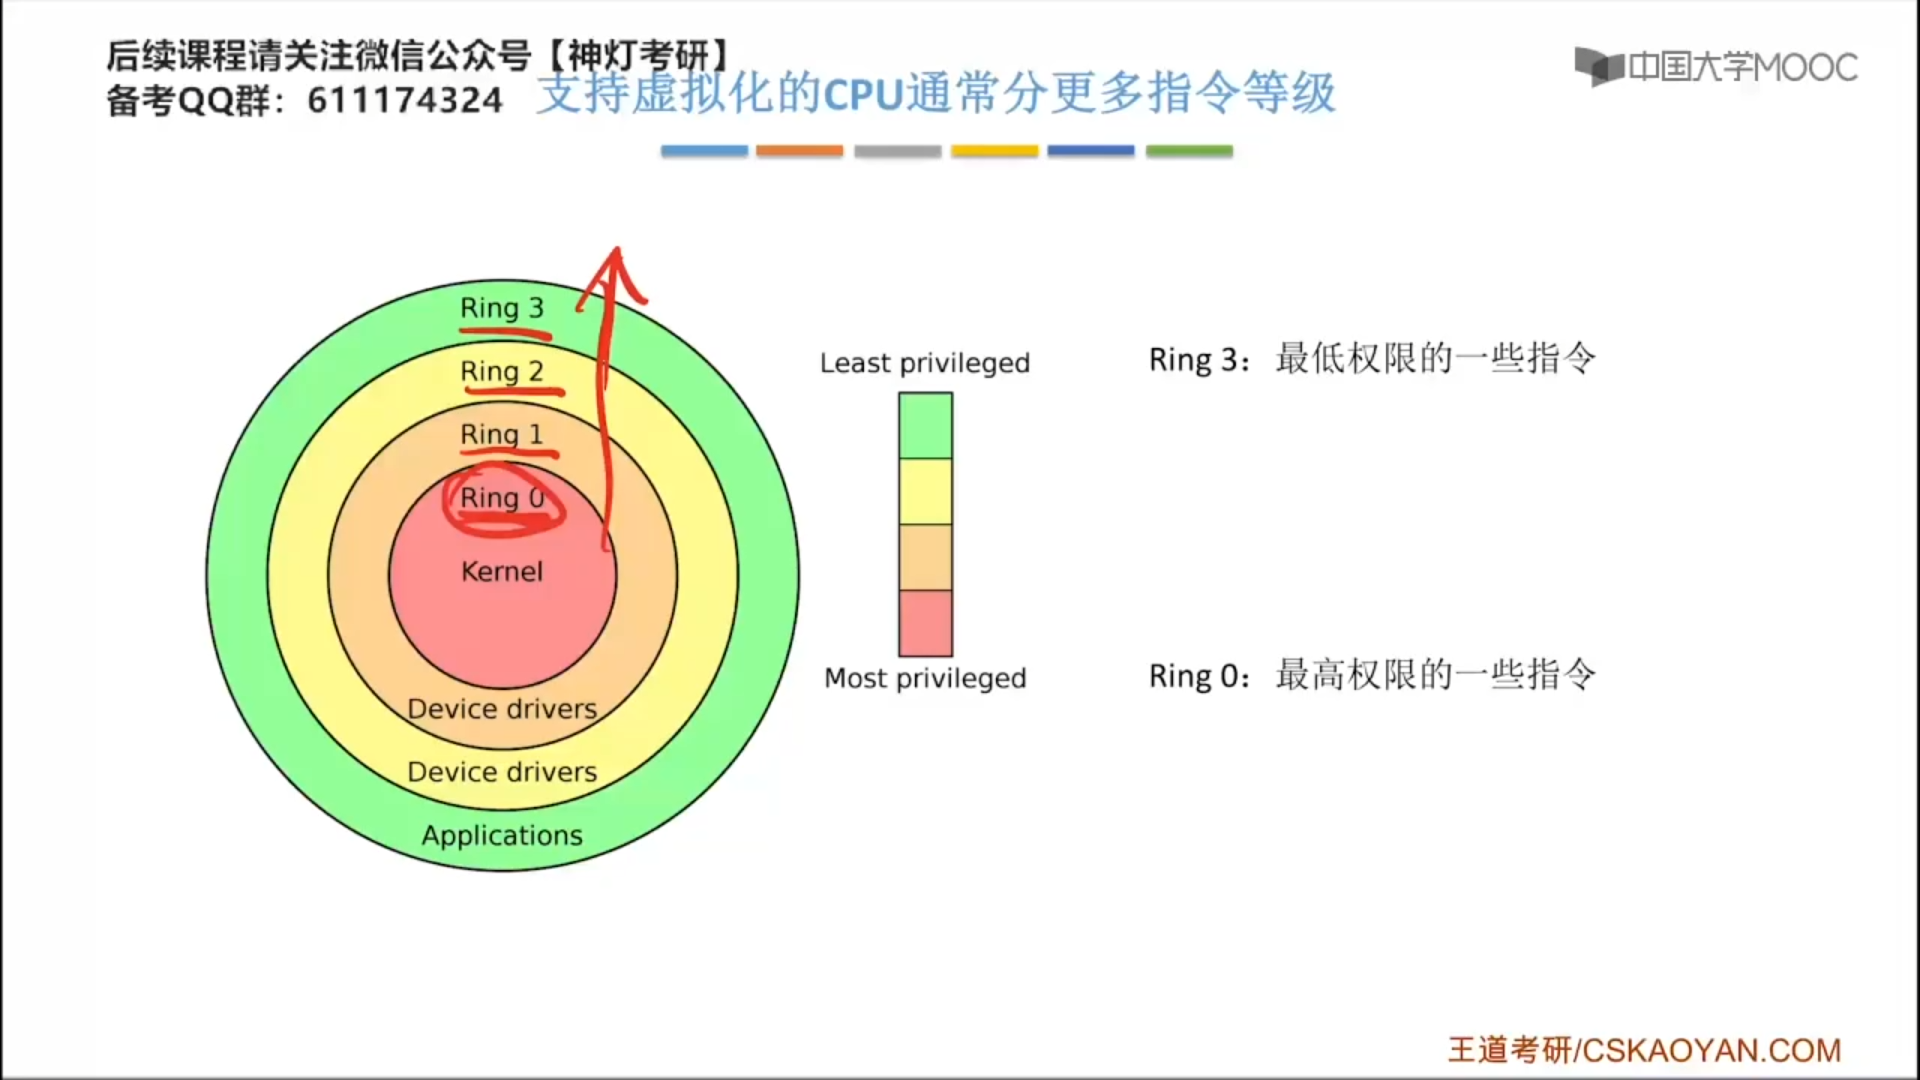 后续课程请关注微信公众号【神灯考研】
备考QQ群：611174324
支持虚拟化的CPU通常分更多指令等级
中国大学MOOC
Ring 3
Ring 2
Ring 1
Ring 0
Kernel
Device drivers
Device drivers
Applications
Least privileged
Most privileged
Ring 3：最低权限的一些指令
Ring 0：最高权限的一些指令
王道考研/CSKAOYAN.COM